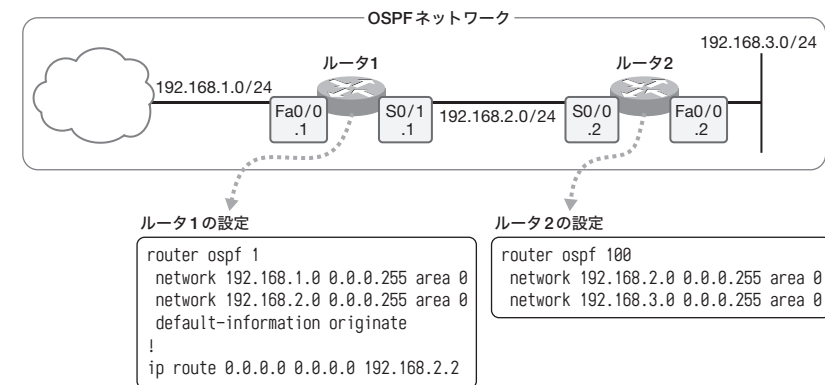 OSPFネットワーク
192.168.3.0/24
ルータ1
ルータ2
192.168.1.0/24
Fa0/0
.1
S0/1
.1
192.168.2.0/24
S0/0
.2
Fa0/0
.2
ルータ1の設定
router ospf 1
network 192.168.1.0 0.0.0.255 area 0
network 192.168.2.0 0.0.0.255 area 0
default-information originate
!
ip route 0.0.0.0 0.0.0.0 192.168.2.2
ルータ2の設定
router ospf 100
network 192.168.2.0 0.0.0.255 area 0
network 192.168.3.0 0.0.0.255 area 0